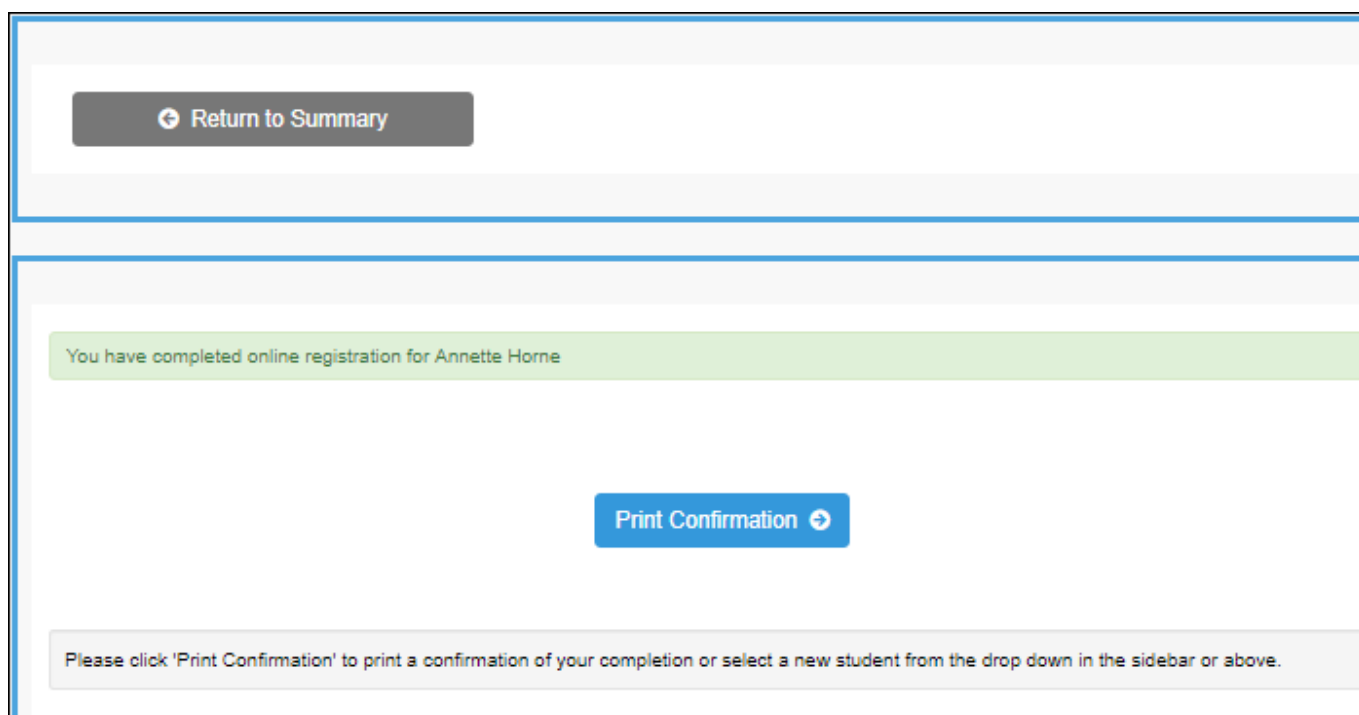 Return to Summary
You have completed online registration for Annette Horne
Print Confirmation
Please click 'Print Confirmation' to print a confirmation of your completion or select a new student from the drop down in the sidebar or above.